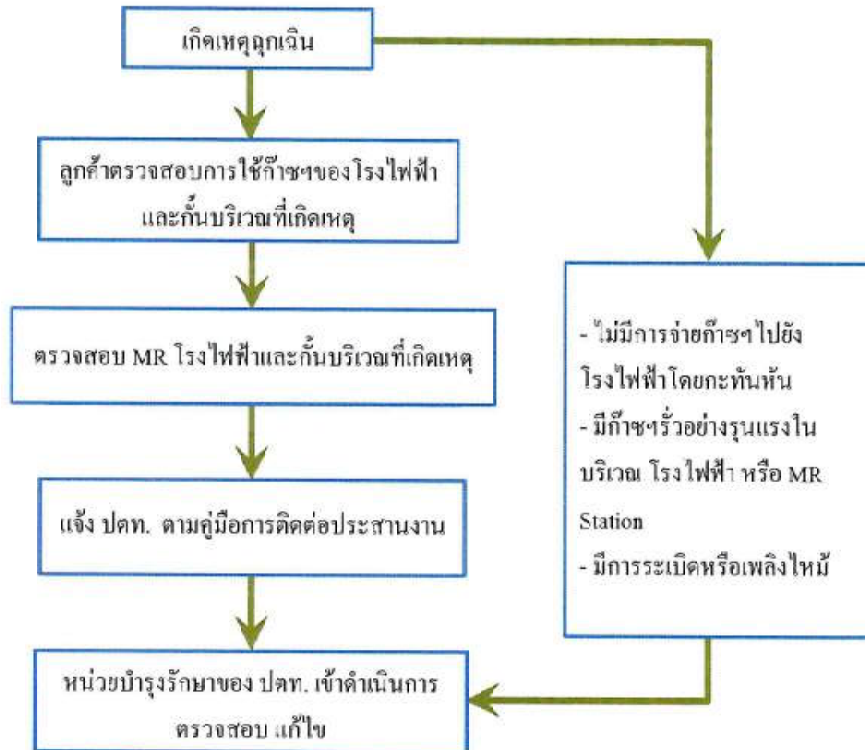 เกิดเหตุฉุกเฉิน
ลูกค้าตรวจสอบการใช้ก๊าซฯของโรงไฟฟ้า
และกั้นบริเวณที่เกิดเหตุ
ตรวจสอบ MR โรงไฟฟ้าและกั้นบริเวณที่เกิดเหตุ
แจ้ง ปตท. ตามคู่มือการติดต่อประสานงาน
หน่วยบำรุงรักษาของ ปตท. เข้าดำเนินการ
ตรวจสอบ แก้ไข
- ไม่มีการจ่ายก๊าซฯ ไปยัง
โรงไฟฟ้าโดยกะทันหัน
- มีก๊าซฯรั่วอย่างรุนแรงใน
บริเวณ โรงไฟฟ้า หรือ MR
Station
- มีการระเบิดหรือเพลิงไหม้